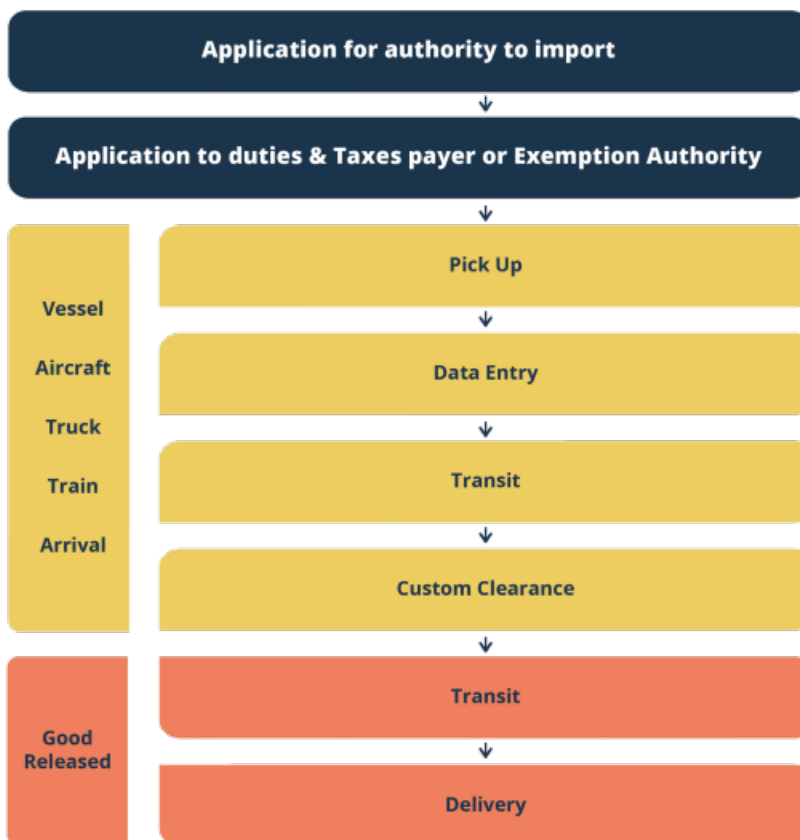 Application for authority to import
Application to duties & Taxes payer or Exemption Authority
Vessel
Aircraft
Truck
Train
Arrival
Pick Up
Data Entry
Transit
Custom Clearance
Good
Released
Transit
Delivery